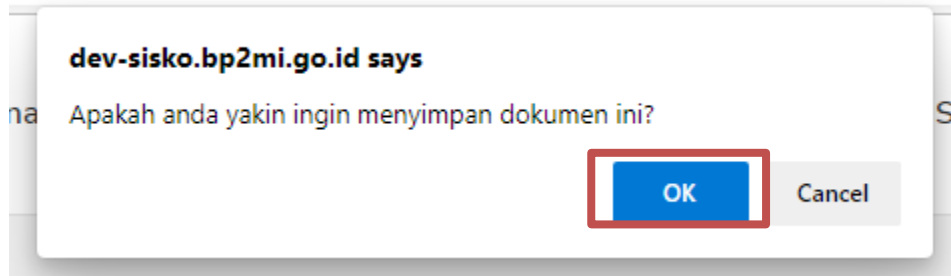 dev-sisko.bp2mi.go.id says
Apakah anda yakin ingin menyimpan dokumen ini?
OK
Cancel